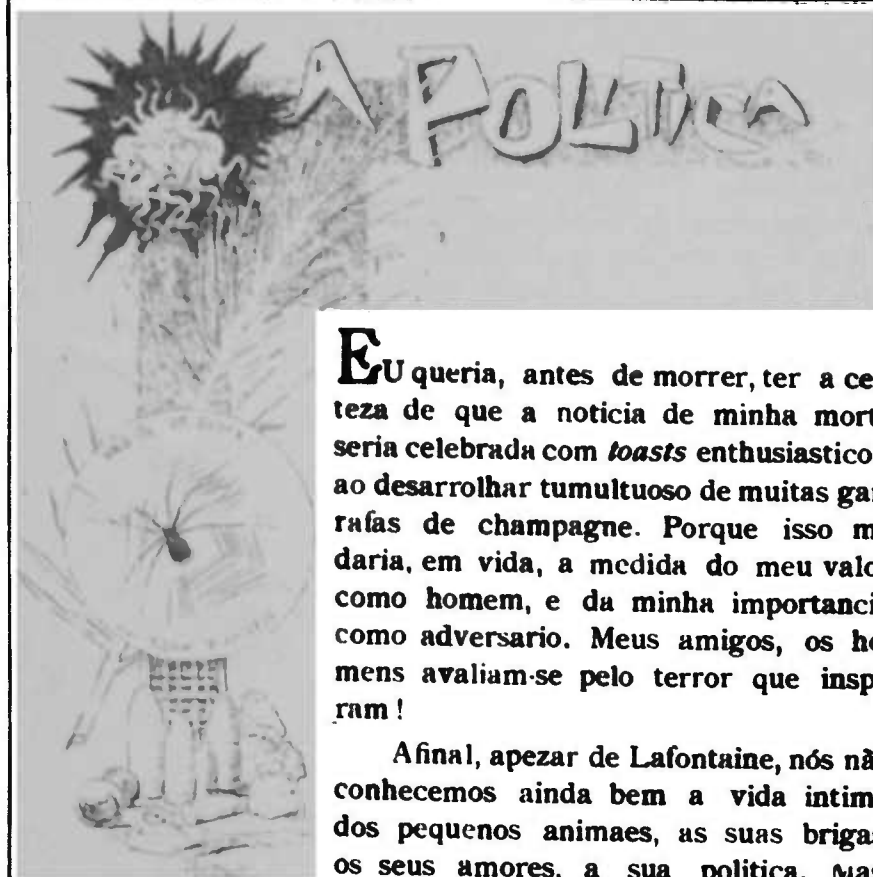 A POLITICA
EU queria, antes de morrer, ter a ce
teza de que a noticia de minha mort
seria celebrada com toasts enthusiastico
ao desarrolhar tumultuoso de muitas gar
rafas de champagne. Porque isso m
daria, em vida, a medida do meu valo
como homem, e da minha importanci
como adversario. Meus amigos, os ho
mens avaliam-se pelo terror que inspi
ram !
Afinal, apezar de Lafontaine, nós nã
conhecemos ainda bem a vida intim
dos pequenos animaes, as suas briga
os seus amores, a sua politica. Mas